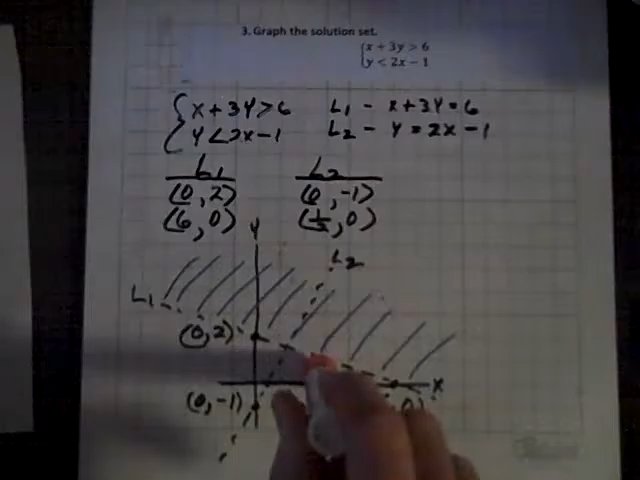 3. Graph the solution set.
{x + 3y > 6
y < 2x − 1
{x+3y>6 L1 - x+3y=6
y<2x-1 L2 - y=2x-1
L1 L2
(0,2) (0,-1)
(6,0) (1/2,0)
y
L2
L1
(0,2)
x
(0,-1)